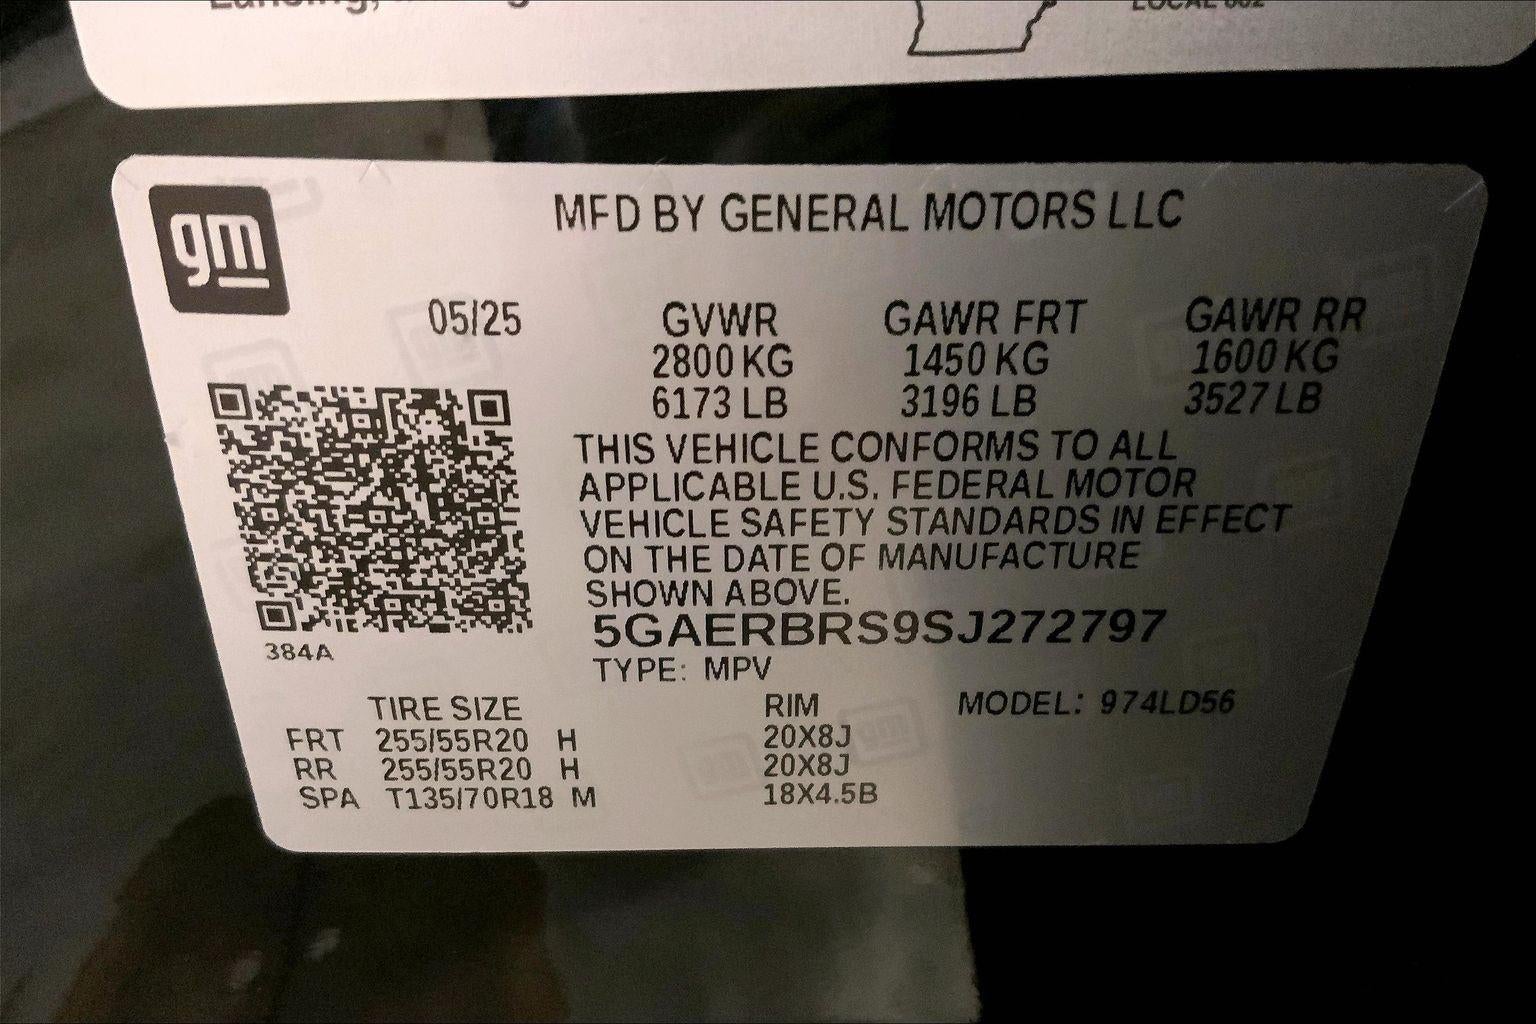 LOCAL 602
gm
MFD BY GENERAL MOTORS LLC
05/25 GVWR GAWR FRT GAWR RR
2800 KG 1450 KG 1600 KG
6173 LB 3196 LB 3527 LB
THIS VEHICLE CONFORMS TO ALL
APPLICABLE U.S. FEDERAL MOTOR
VEHICLE SAFETY STANDARDS IN EFFECT
ON THE DATE OF MANUFACTURE
SHOWN ABOVE.
5GAERBRS9SJ272797
384A
TYPE: MPV
TIRE SIZE RIM MODEL: 974LD56
FRT 255/55R20 H 20X8J
RR 255/55R20 H 20X8J
SPA T135/70R18 M 18X4.5B